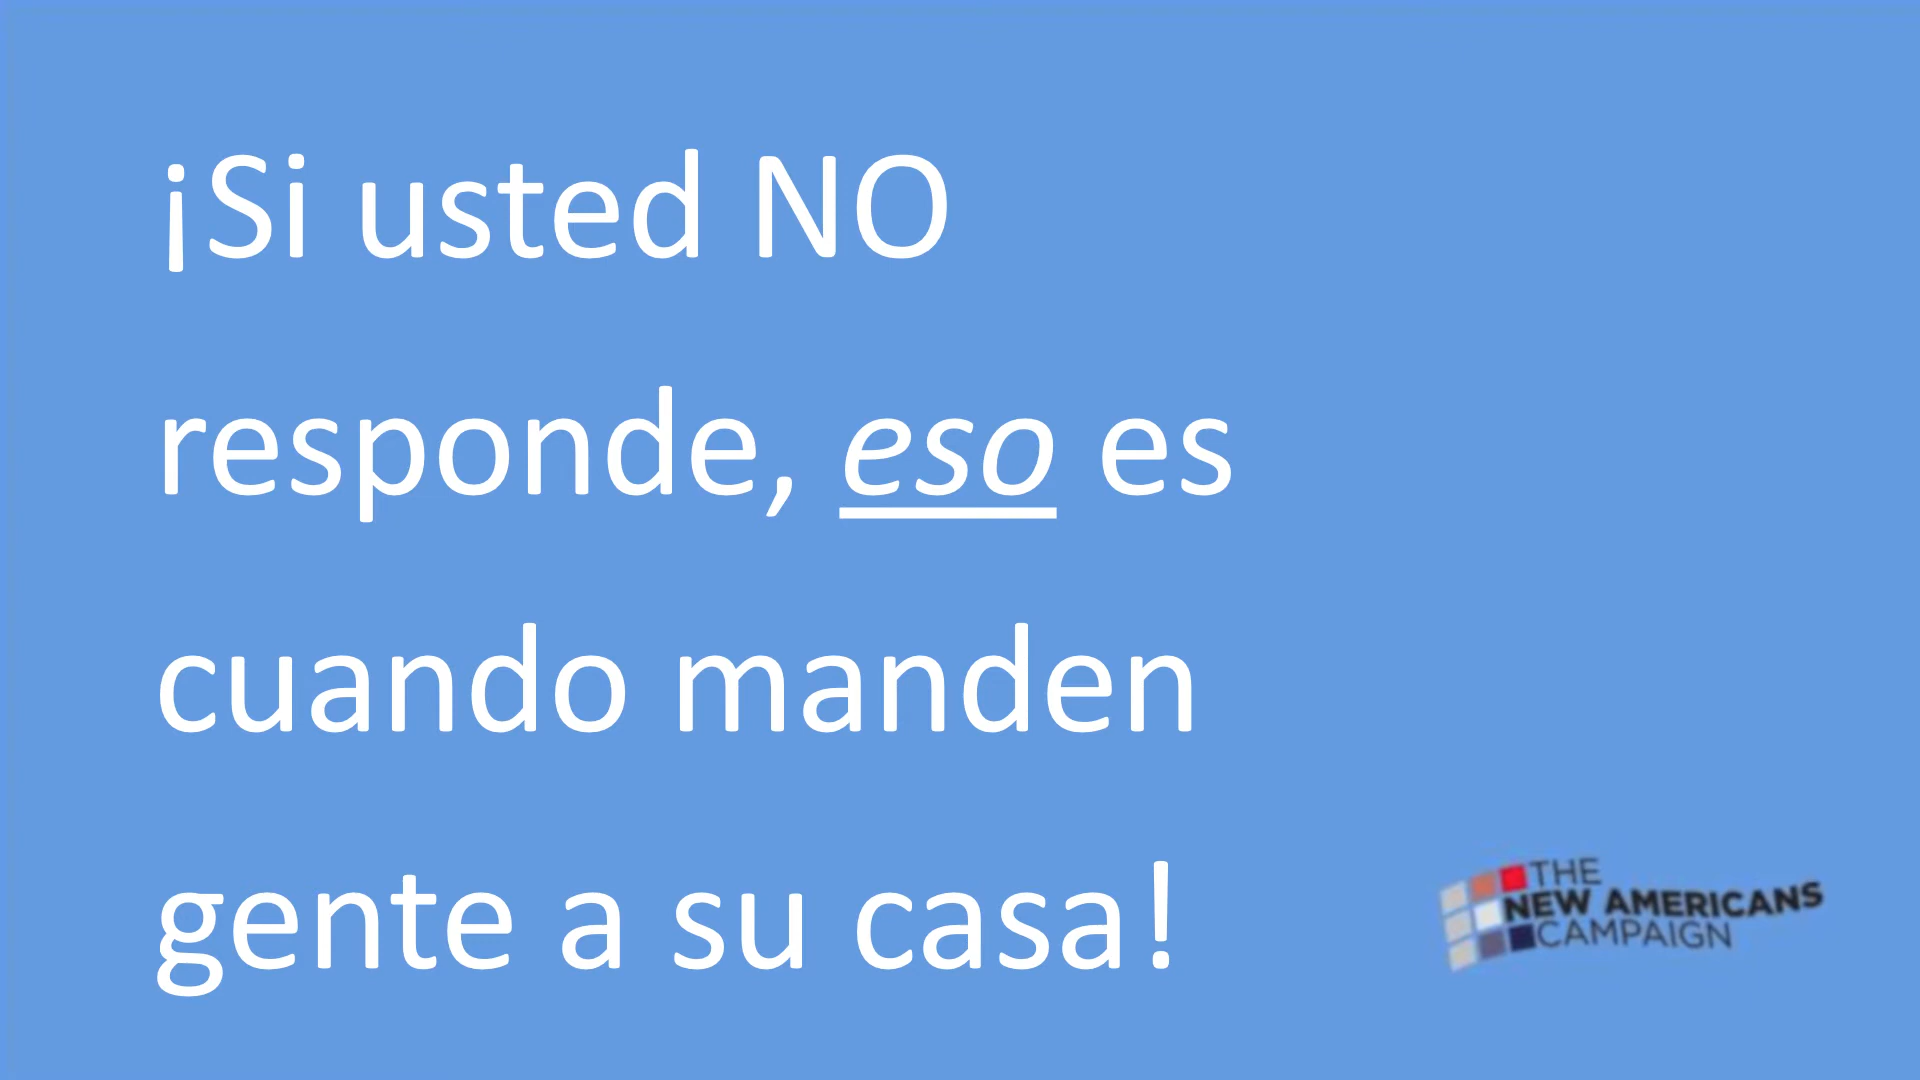 ¡Si usted NO
responde, eso es
cuando manden
gente a su casa!
THE
NEW AMERICANS
CAMPAIGN